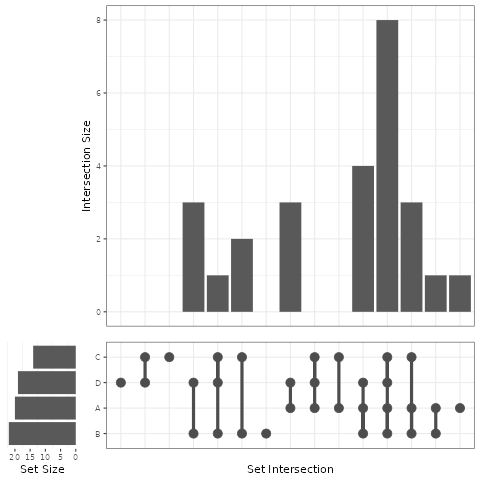 8
6
4
2
0
Intersection Size
C
D
A
B
20 15 10 5 0
Set Size
Set Intersection